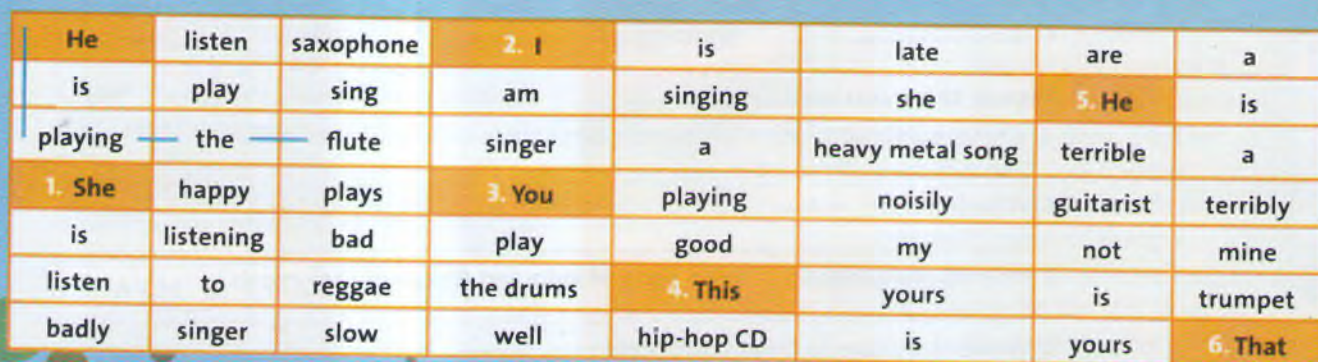 He listen saxophone 2. I is late are a
is play sing am singing she 5. He is
playing the flute singer a heavy metal song terrible a
1. She happy plays 3. You playing noisily guitarist terribly
is listening bad play good my not mine
listen to reggae the drums 4. This yours is trumpet
badly singer slow well hip-hop CD is yours 6. That